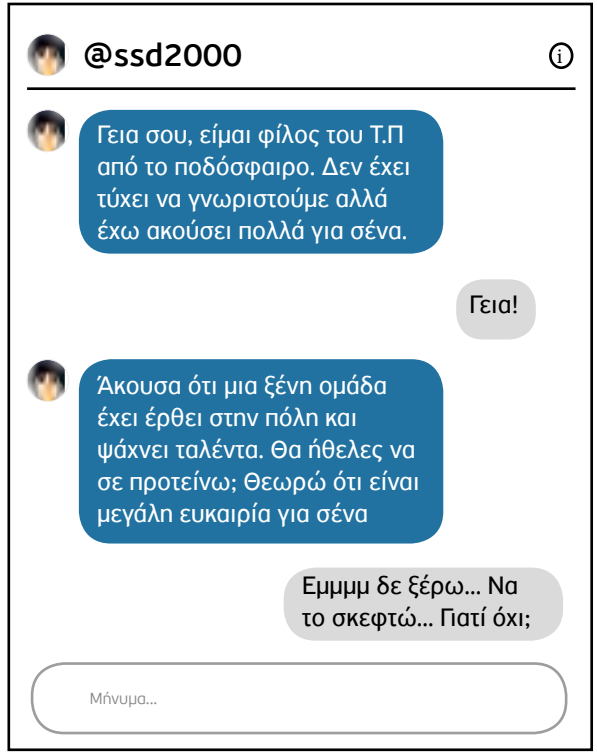 @ssd2000
Γεια σου, είμαι φίλος του Τ.Π
από το ποδόσφαιρο. Δεν έχει
τύχει να γνωριστούμε αλλά
έχω ακούσει πολλά για σένα.
Γεια!
Άκουσα ότι μια ξένη ομάδα
έχει έρθει στην πόλη και
ψάχνει ταλέντα. Θα ήθελες να
σε προτείνω; Θεωρώ ότι είναι
μεγάλη ευκαιρία για σένα
Εμμμμ δε ξέρω... Να
το σκεφτώ... Γιατί όχι;
Μήνυμα...